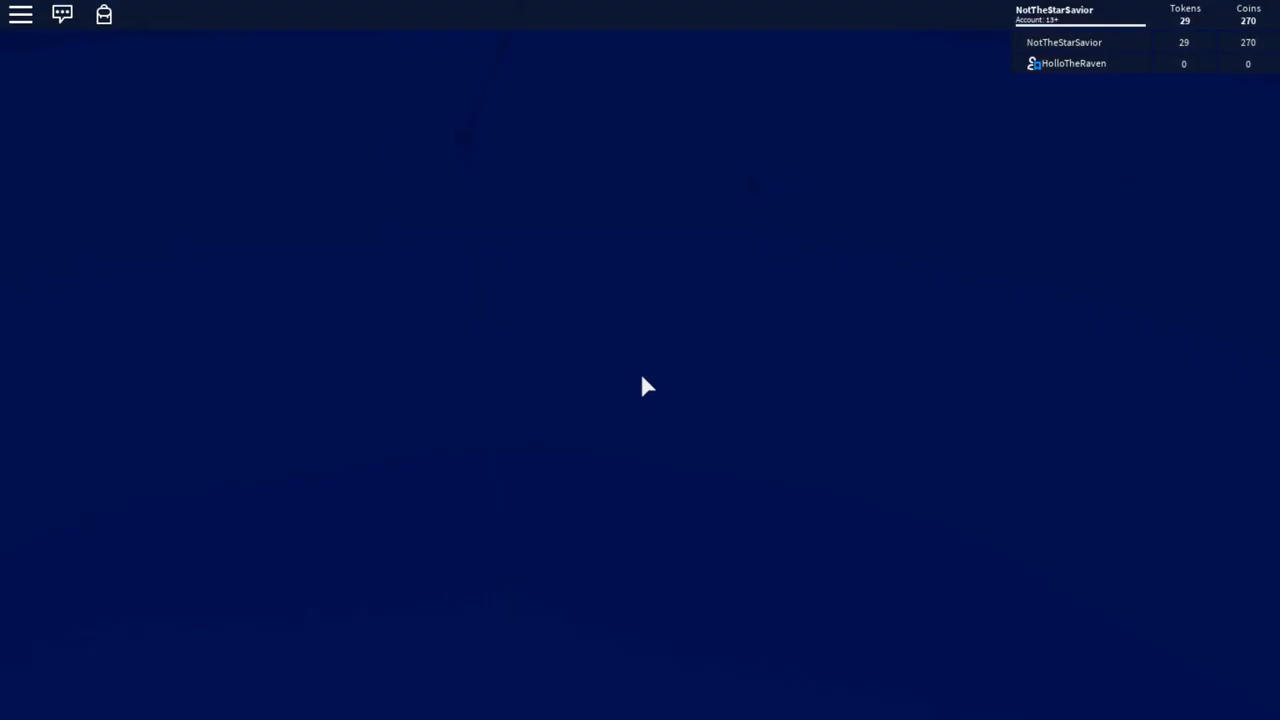 NotTheStarSavior Tokens Coins
Account: 13+ 29 270
NotTheStarSavior 29 270
HolloTheRaven 0 0